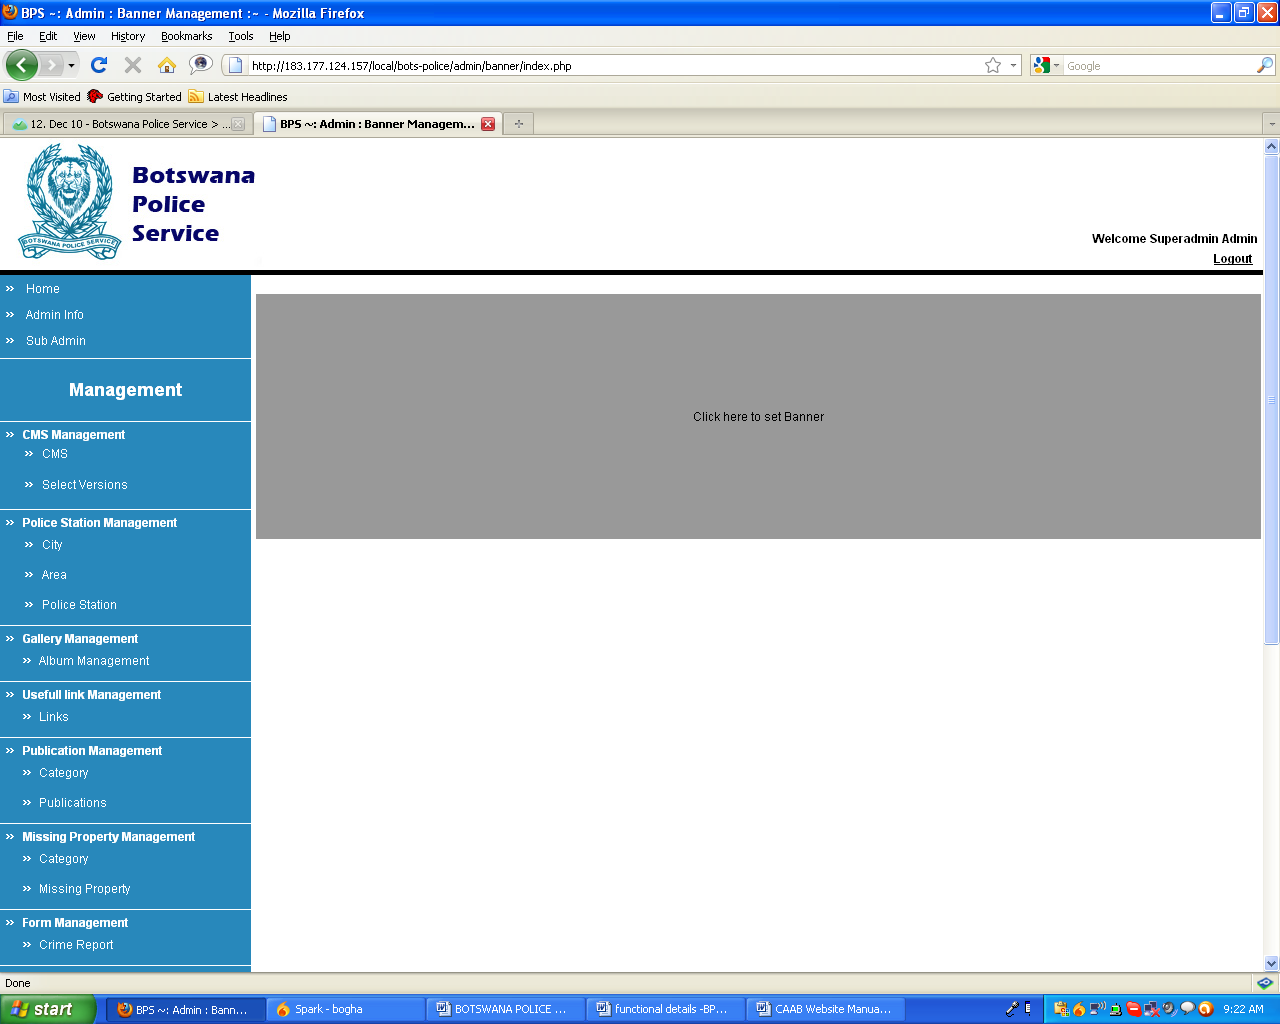 BPS ~: Admin : Banner Management :~ - Mozilla Firefox
File Edit View History Bookmarks Tools Help
http://183.177.124.157/local/bots-police/admin/banner/index.php
Google
Most Visited Getting Started Latest Headlines
12. Dec 10 - Botswana Police Service > ...
BPS ~: Admin : Banner Managem...
BOTSWANA POLICE SERVICE
Botswana
Police
Service
Welcome Superadmin Admin
Logout
» Home
» Admin Info
» Sub Admin
Management
» CMS Management
» CMS
» Select Versions
» Police Station Management
» City
» Area
» Police Station
» Gallery Management
» Album Management
» Usefull link Management
» Links
» Publication Management
» Category
» Publications
» Missing Property Management
» Category
» Missing Property
» Form Management
» Crime Report
Click here to set Banner
Done
start
BPS ~: Admin : Bann...
Spark - bogha
BOTSWANA POLICE ...
functional details -BP...
CAAB Website Manua...
9:22 AM